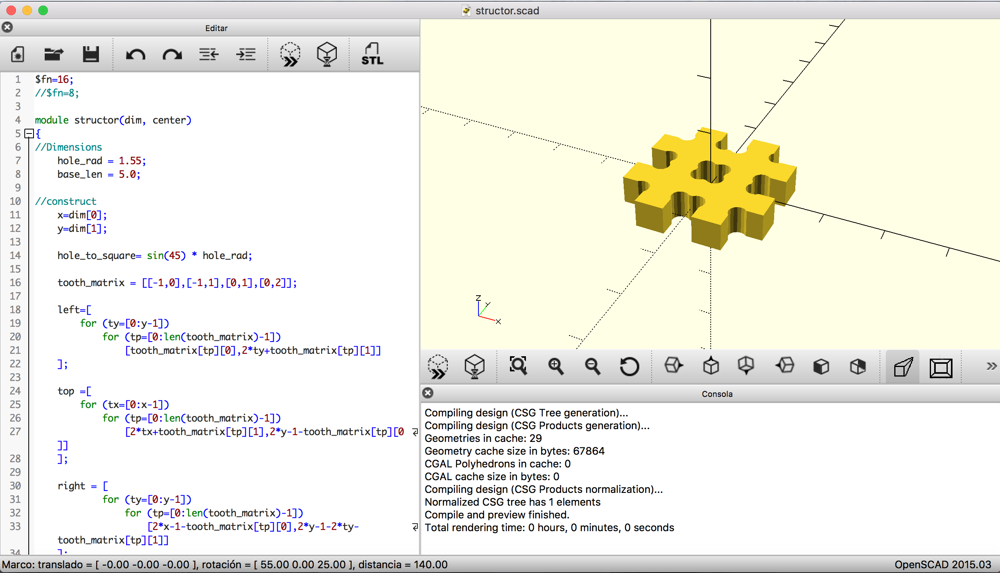 structor.scad
Editar
STL
1 $fn=16;
2 //$fn=8;
3
4 module structor(dim, center)
5 {
6 //Dimensions
7     hole_rad = 1.55;
8     base_len = 5.0;
9
10 //construct
11     x=dim[0];
12     y=dim[1];
13
14     hole_to_square= sin(45) * hole_rad;
15
16     tooth_matrix = [[-1,0],[-1,1],[0,1],[0,2]];
17
18     left=[
19         for (ty=[0:y-1])
20             for (tp=[0:len(tooth_matrix)-1])
21                 [tooth_matrix[tp][0],2*ty+tooth_matrix[tp][1]]
22     ];
23
24     top =[
25         for (tx=[0:x-1])
26             for (tp=[0:len(tooth_matrix)-1])
27                 [2*tx+tooth_matrix[tp][1],2*y-1-tooth_matrix[tp][0
    ]]
28     ];
29
30     right = [
31             for (ty=[0:y-1])
32                 for (tp=[0:len(tooth_matrix)-1])
33                     [2*x-1-tooth_matrix[tp][0],2*y-1-2*ty-
    tooth_matrix[tp][1]]
34     ];
Z
Y
X
Consola
Compiling design (CSG Tree generation)...
Compiling design (CSG Products generation)...
Geometries in cache: 29
Geometry cache size in bytes: 67864
CGAL Polyhedrons in cache: 0
CGAL cache size in bytes: 0
Compiling design (CSG Products normalization)...
Normalized CSG tree has 1 elements
Compile and preview finished.
Total rendering time: 0 hours, 0 minutes, 0 seconds
Marco: translado = [ -0.00 -0.00 -0.00 ], rotación = [ 55.00 0.00 25.00 ], distancia = 140.00
OpenSCAD 2015.03